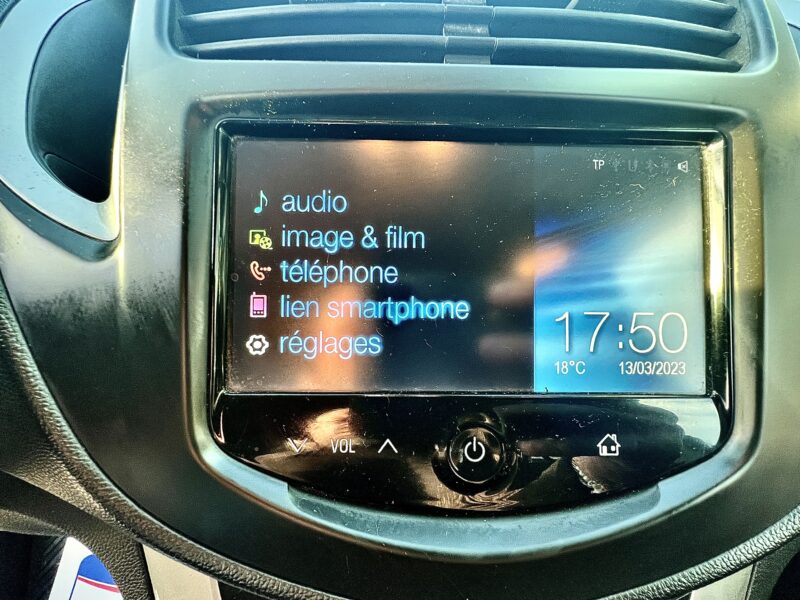 TP
audio
image & film
téléphone
lien smartphone
réglages
17:50
18°C 13/03/2023
VOL